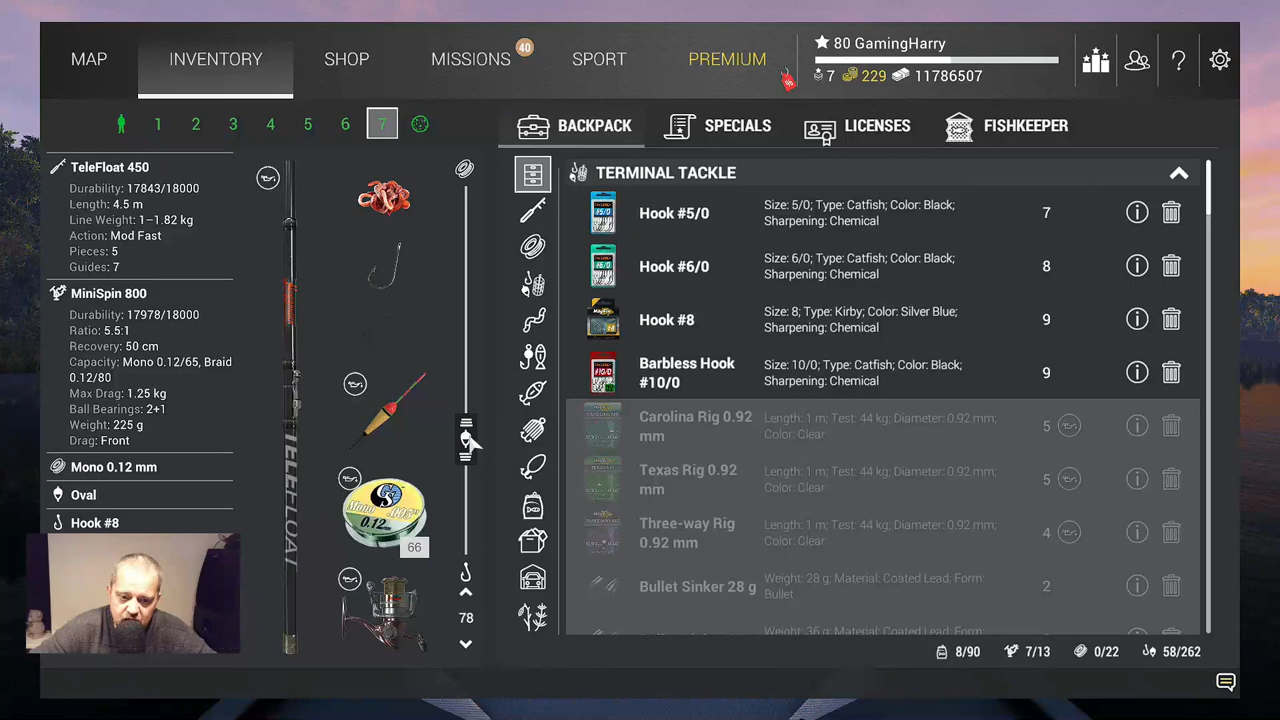 MAP
INVENTORY
SHOP
MISSIONS
40
SPORT
PREMIUM
80 GamingHarry
7 229 11786507
1 2 3 4 5 6 7
BACKPACK
SPECIALS
LICENSES
FISHKEEPER
TeleFloat 450
Durability: 17843/18000
Length: 4.5 m
Line Weight: 1–1.82 kg
Action: Mod Fast
Pieces: 5
Guides: 7
MiniSpin 800
Durability: 17978/18000
Ratio: 5.5:1
Recovery: 50 cm
Capacity: Mono 0.12/65, Braid
0.12/80
Max Drag: 1.25 kg
Ball Bearings: 2+1
Weight: 225 g
Drag: Front
Mono 0.12 mm
Oval
Hook #8
TELEFLOAT
Mono .005"
0.12
66
78
TERMINAL TACKLE
Hook #5/0
Size: 5/0; Type: Catfish; Color: Black;
Sharpening: Chemical
7
Hook #6/0
Size: 6/0; Type: Catfish; Color: Black;
Sharpening: Chemical
8
Hook #8
Size: 8; Type: Kirby; Color: Silver Blue;
Sharpening: Chemical
9
Barbless Hook
#10/0
Size: 10/0; Type: Catfish; Color: Black;
Sharpening: Chemical
9
Carolina Rig 0.92
mm
Length: 1 m; Test: 44 kg; Diameter: 0.92 mm;
Color: Clear
5
Texas Rig 0.92
mm
Length: 1 m; Test: 44 kg; Diameter: 0.92 mm;
Color: Clear
5
Three-way Rig
0.92 mm
Length: 1 m; Test: 44 kg; Diameter: 0.92 mm;
Color: Clear
4
Bullet Sinker 28 g
Weight: 28 g; Material: Coated Lead; Form:
Bullet
2
Weight: 36 g; Material: Coated Lead; Form:
8/90
7/13
0/22
58/262